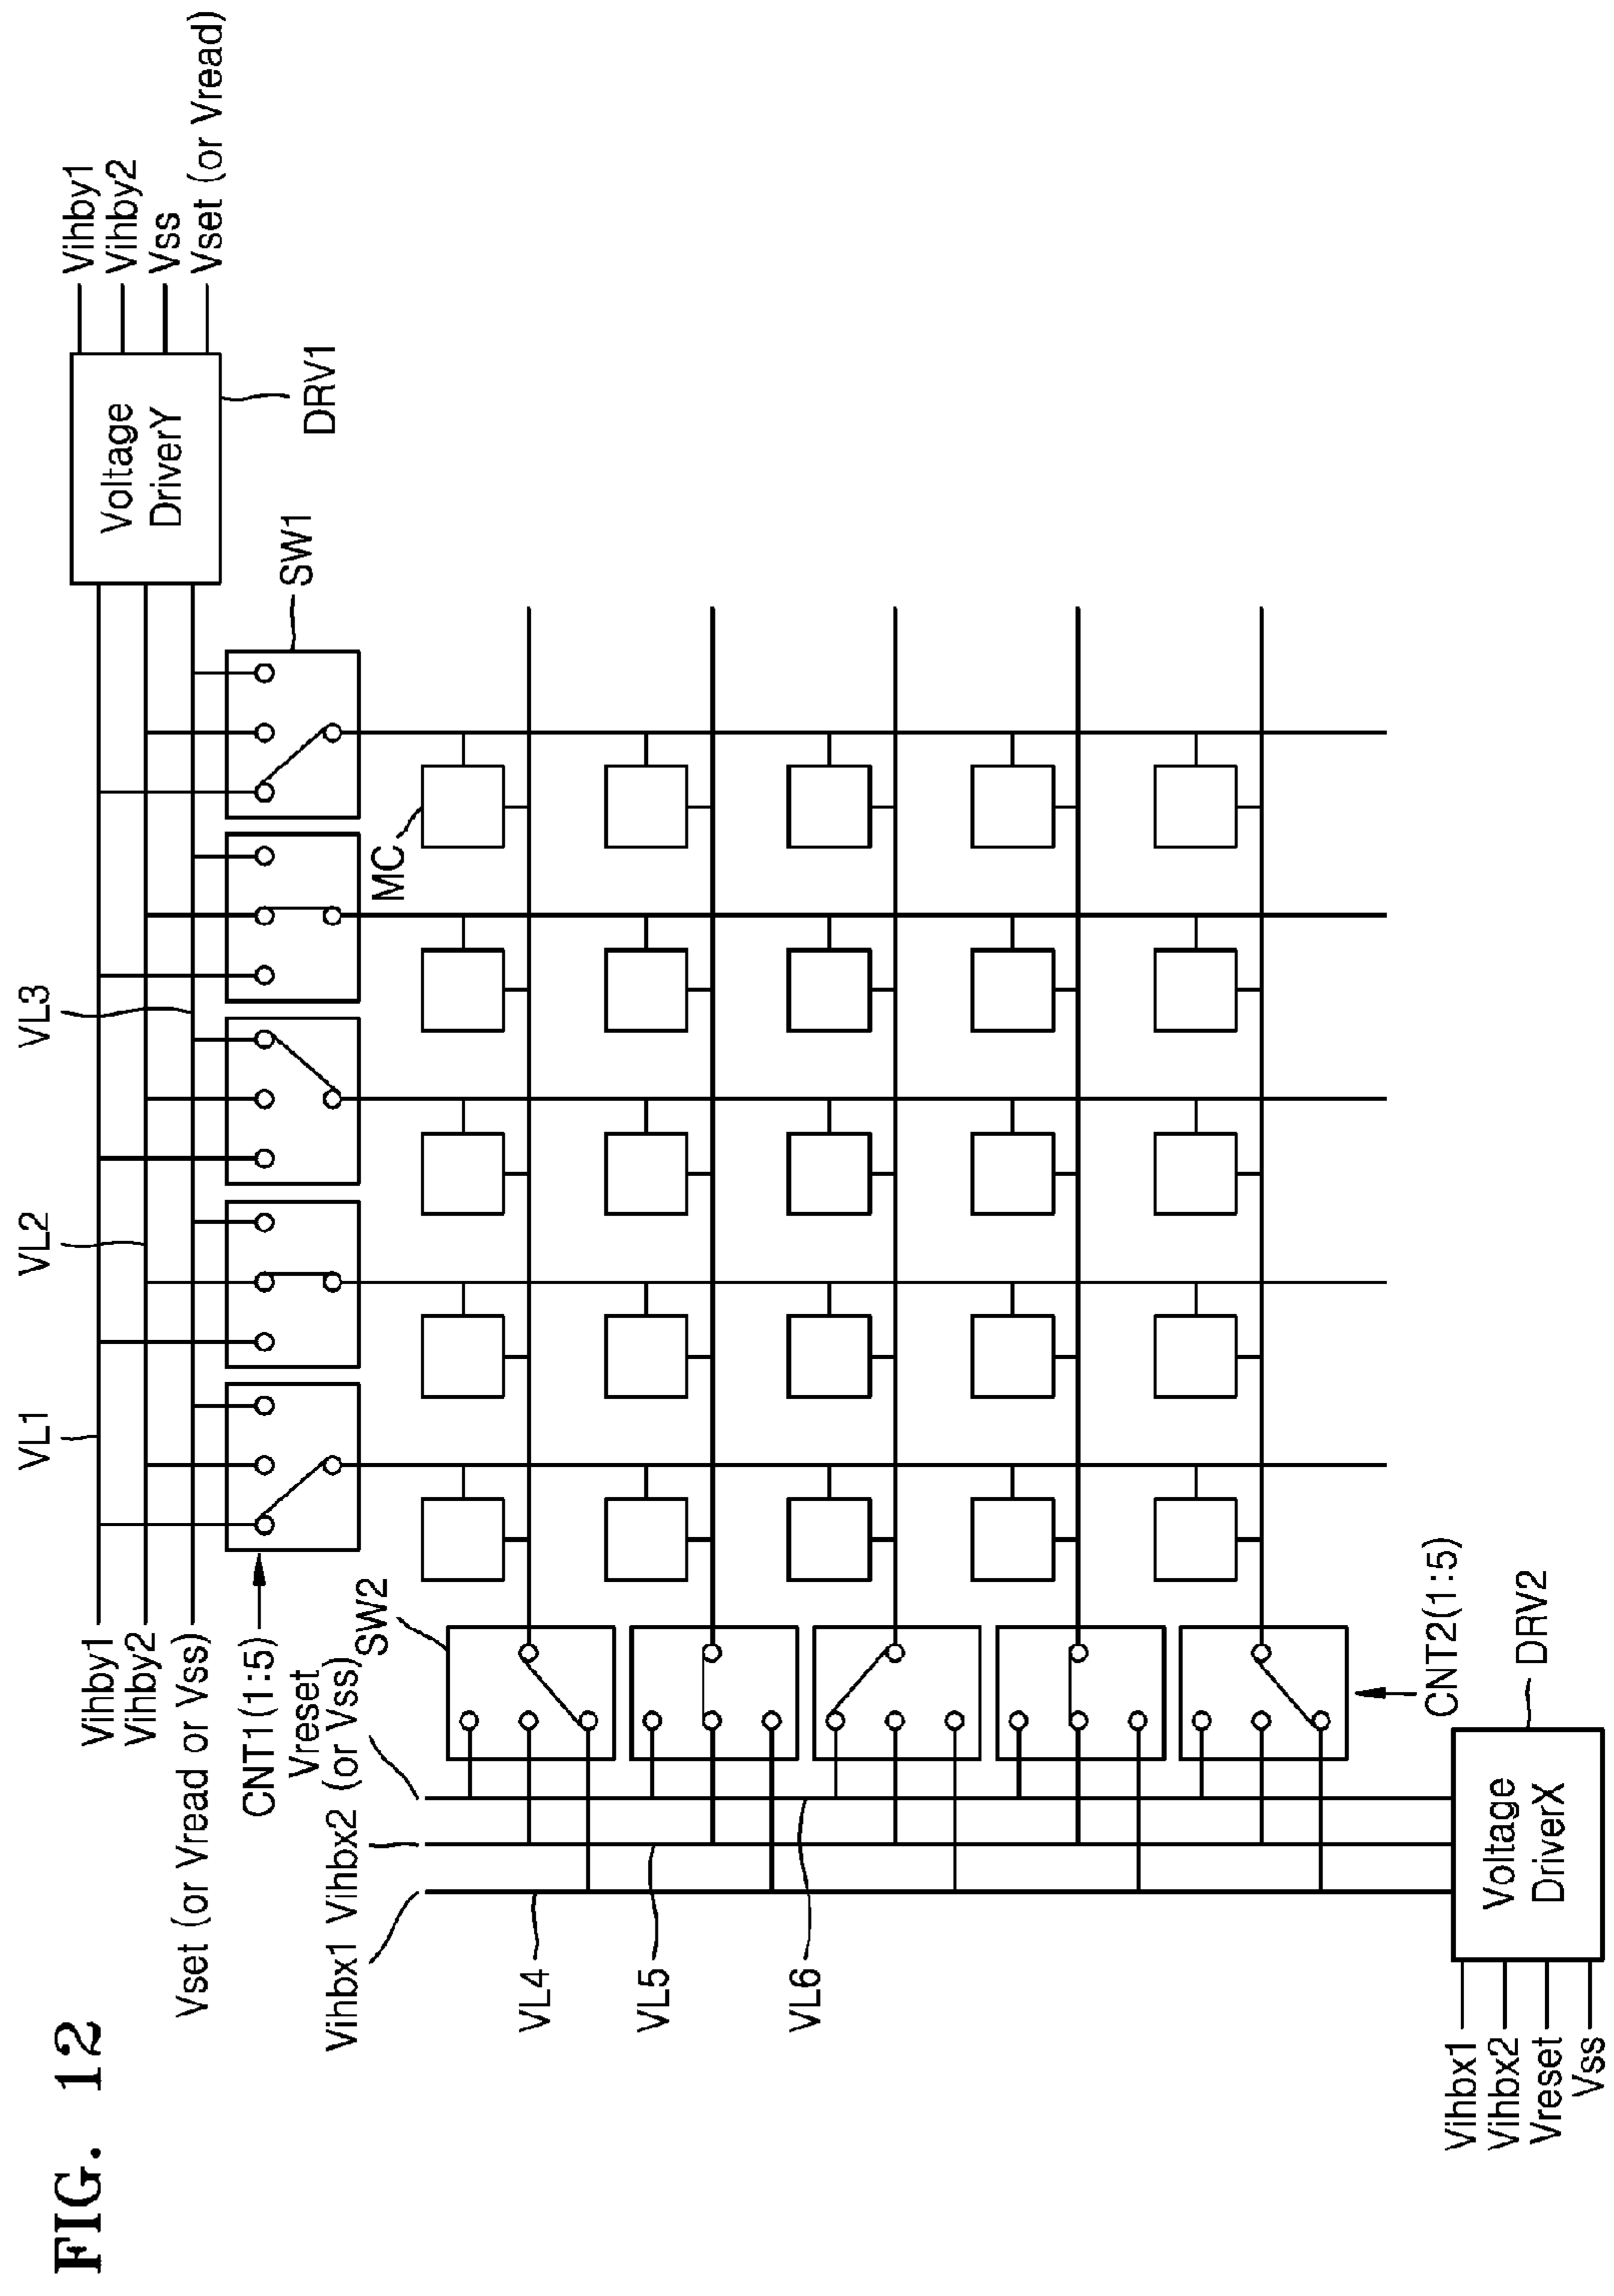 FIG. 12
VL1
VL2
VL3
Vihby1
Vihby2
Vset (or Vread or Vss)
CNT1(1:5)
Voltage
DriverY
DRV1
Vihby1
Vihby2
Vss
Vset (or Vread)
SW1
MC
SW2
Vreset
(or Vss)
Vihbx2
Vihbx1
VL4
VL5
VL6
CNT2(1:5)
DRV2
Voltage
DriverX
Vihbx1
Vihbx2
Vreset
Vss